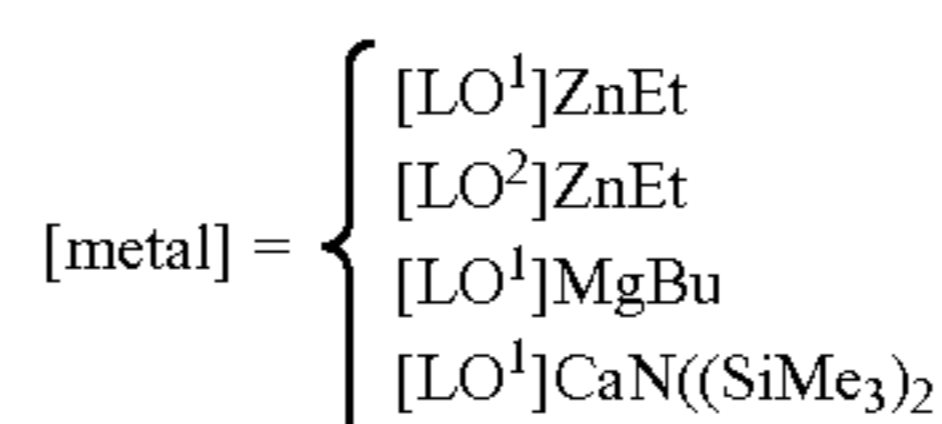 [LO¹]ZnEt
[LO²]ZnEt
[metal] = {
[LO¹]MgBu
[LO¹]CaN((SiMe₃)₂